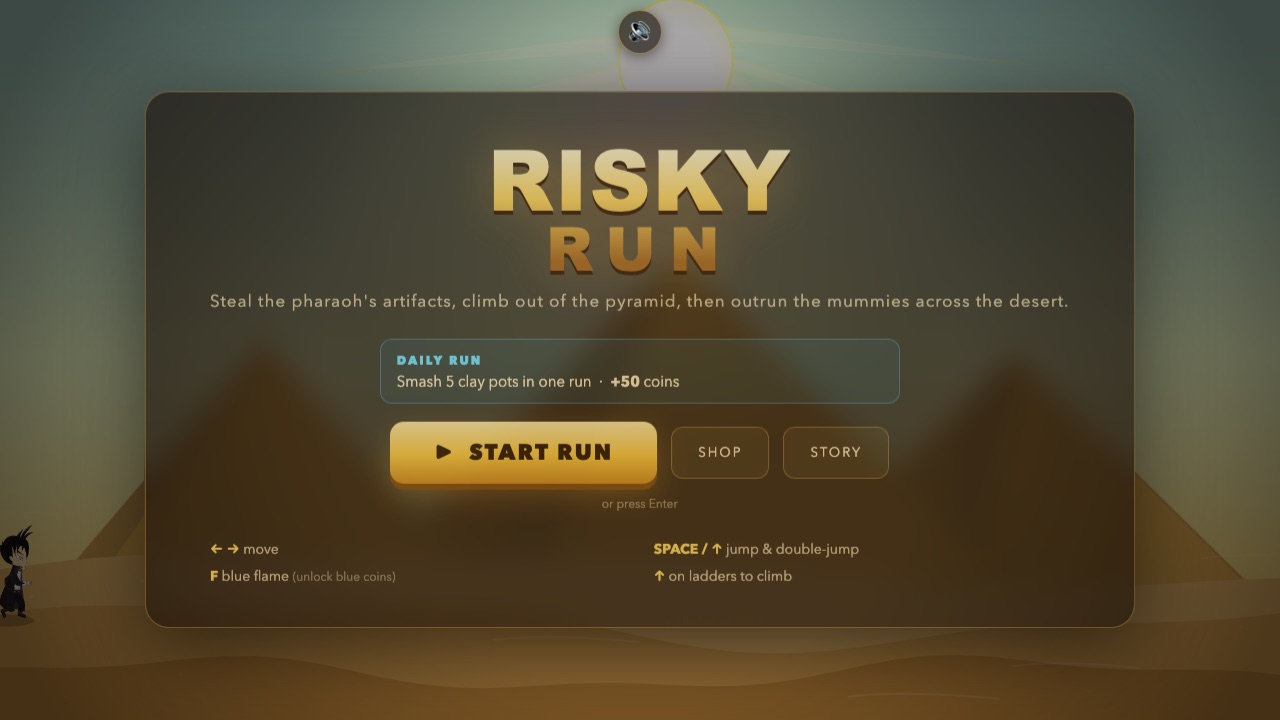 RISKY
RUN
Steal the pharaoh's artifacts, climb out of the pyramid, then outrun the mummies across the desert.
DAILY RUN
Smash 5 clay pots in one run · +50 coins
▶ START RUN
SHOP
STORY
or press Enter
← → move
SPACE / ↑ jump & double-jump
F blue flame (unlock blue coins)
↑ on ladders to climb